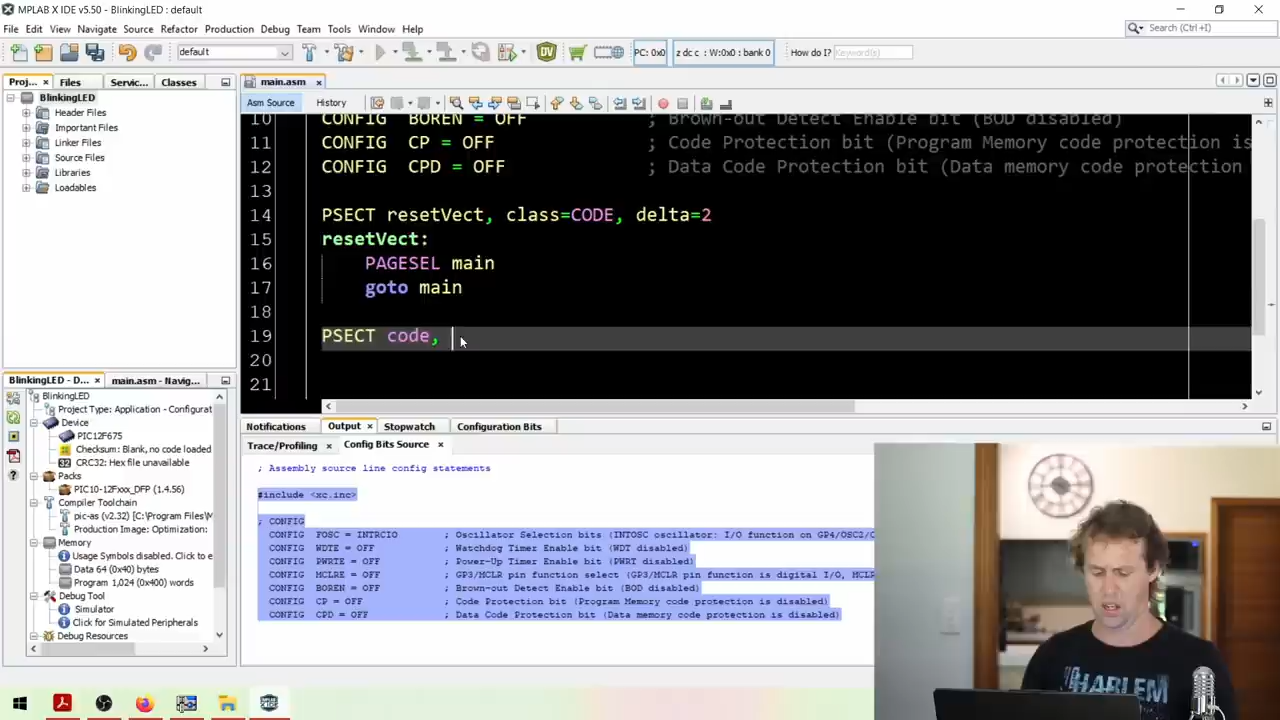 MPLAB X IDE v5.50 - BlinkingLED : default
File Edit View Navigate Source Refactor Production Debug Team Tools Window Help
Search (Ctrl+I)
default
PC: 0x0
z dc c : W:0x0 : bank 0
How do I?
Keyword(s)
Proj... Files Servic... Classes
main.asm
Asm Source History
BlinkingLED
Header Files
Important Files
Linker Files
Source Files
Libraries
Loadables
10 CONFIG BOREN = OFF ; Brown-out Detect Enable bit (BOD disabled)
11 CONFIG CP = OFF ; Code Protection bit (Program Memory code protection is
12 CONFIG CPD = OFF ; Data Code Protection bit (Data memory code protection
13
14 PSECT resetVect, class=CODE, delta=2
15 resetVect:
16 PAGESEL main
17 goto main
18
19 PSECT code,
20
21
BlinkingLED - D... main.asm - Navig...
BlinkingLED
Project Type: Application - Configurat
Device
PIC12F675
Checksum: Blank, no code loaded
CRC32: Hex file unavailable
Packs
PIC10-12Fxxx_DFP (1.4.56)
Compiler Toolchain
pic-as (v2.32) [C:\Program Files\M
Production Image: Optimization:
Memory
Usage Symbols disabled. Click to e
Data 64 (0x40) bytes
Program 1,024 (0x400) words
Debug Tool
Simulator
Click for Simulated Peripherals
Debug Resources
Notifications Output Stopwatch Configuration Bits
Trace/Profiling Config Bits Source
; Assembly source line config statements
#include <xc.inc>
; CONFIG
CONFIG FOSC = INTRCIO ; Oscillator Selection bits (INTOSC oscillator: I/O function on GP4/OSC2/C
CONFIG WDTE = OFF ; Watchdog Timer Enable bit (WDT disabled)
CONFIG PWRTE = OFF ; Power-Up Timer Enable bit (PWRT disabled)
CONFIG MCLRE = OFF ; GP3/MCLR pin function select (GP3/MCLR pin function is digital I/O, MCLR
CONFIG BOREN = OFF ; Brown-out Detect Enable bit (BOD disabled)
CONFIG CP = OFF ; Code Protection bit (Program Memory code protection is disabled)
CONFIG CPD = OFF ; Data Code Protection bit (Data memory code protection is disabled)
HARLEM